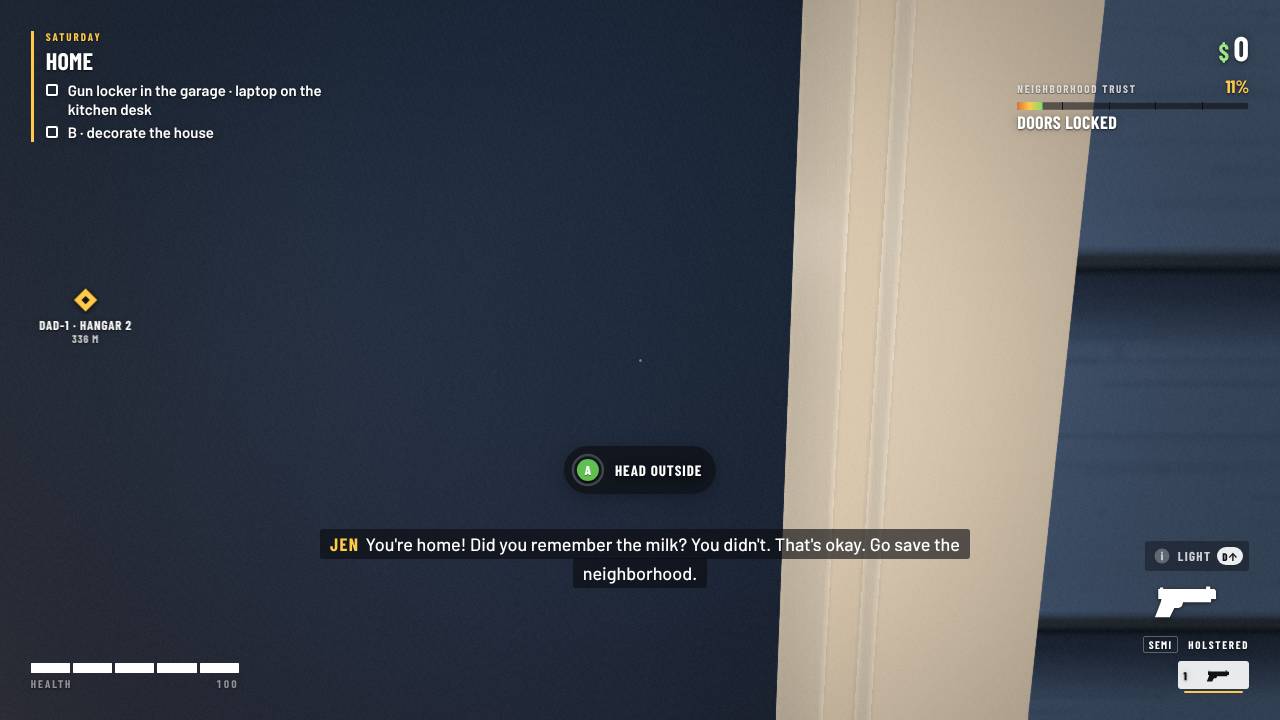 SATURDAY
HOME
Gun locker in the garage · laptop on the
kitchen desk
B · decorate the house
$0
NEIGHBORHOOD TRUST 11%
DOORS LOCKED
DAD-1 · HANGAR 2
336 M
A HEAD OUTSIDE
JEN You're home! Did you remember the milk? You didn't. That's okay. Go save the
neighborhood.
LIGHT D↑
SEMI HOLSTERED
1
HEALTH 100